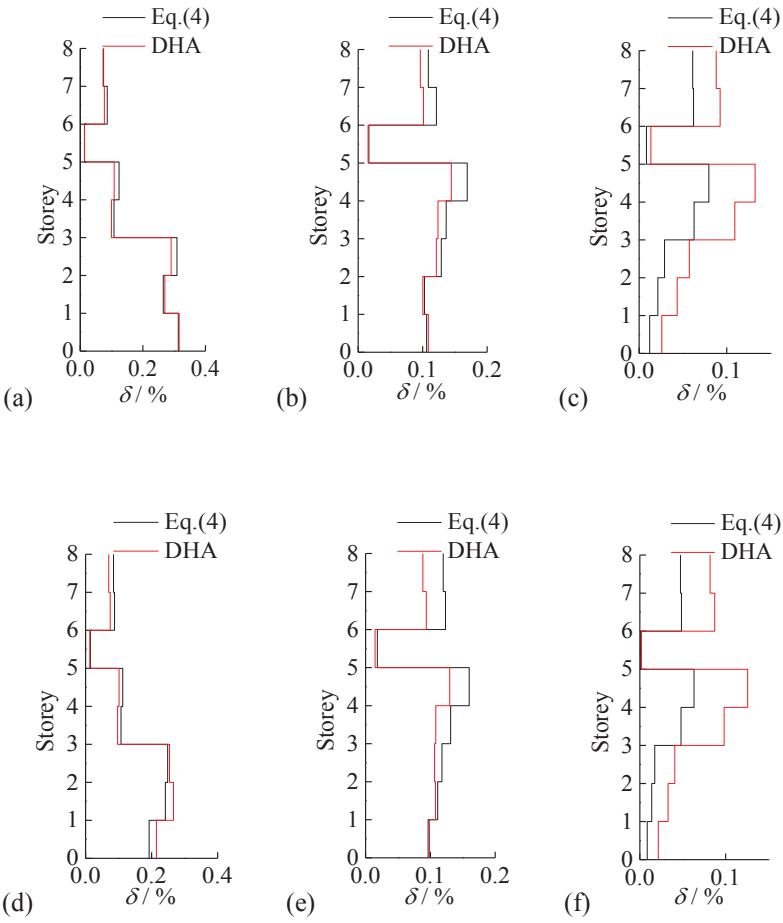 Eq.(4)
DHA
8
7
6
5
4
3
2
1
0
Storey
0.0 0.2 0.4
δ / %
(a)
Eq.(4)
DHA
8
7
6
5
4
3
2
1
0
Storey
0.0 0.1 0.2
δ / %
(b)
Eq.(4)
DHA
8
7
6
5
4
3
2
1
0
Storey
0.0 0.1
δ / %
(c)
Eq.(4)
DHA
8
7
6
5
4
3
2
1
0
Storey
0.0 0.2 0.4
δ / %
(d)
Eq.(4)
DHA
8
7
6
5
4
3
2
1
0
Storey
0.0 0.1 0.2
δ / %
(e)
Eq.(4)
DHA
8
7
6
5
4
3
2
1
0
Storey
0.0 0.1
δ / %
(f)